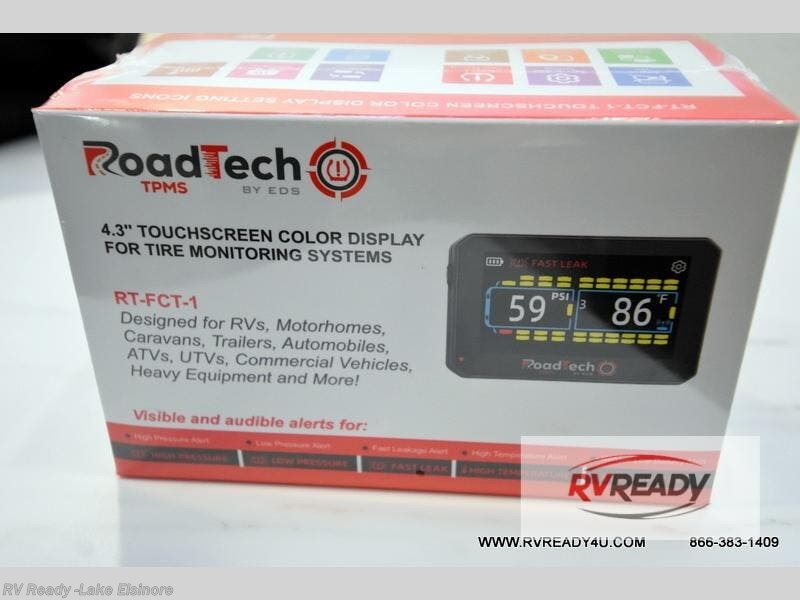 RT-FCT-1 TOUCHSCREEN COLOR DISPLAY SETTING ICONS
RoadTech
TPMS
BY EDS
4.3" TOUCHSCREEN COLOR DISPLAY
FOR TIRE MONITORING SYSTEMS
RT-FCT-1
Designed for RVs, Motorhomes,
Caravans, Trailers, Automobiles,
ATVs, UTVs, Commercial Vehicles,
Heavy Equipment and More!
FAST LEAK
59 PSI
3 86 °F
RoadTech
Visible and audible alerts for:
• High Pressure Alert • Low Pressure Alert • Fast Leakage Alert • High Temperature Alert
HIGH PRESSURE LOW PRESSURE FAST LEAK HIGH TEMPERATURE
RVREADY
WWW.RVREADY4U.COM 866-383-1409
RV Ready -Lake Elsinore